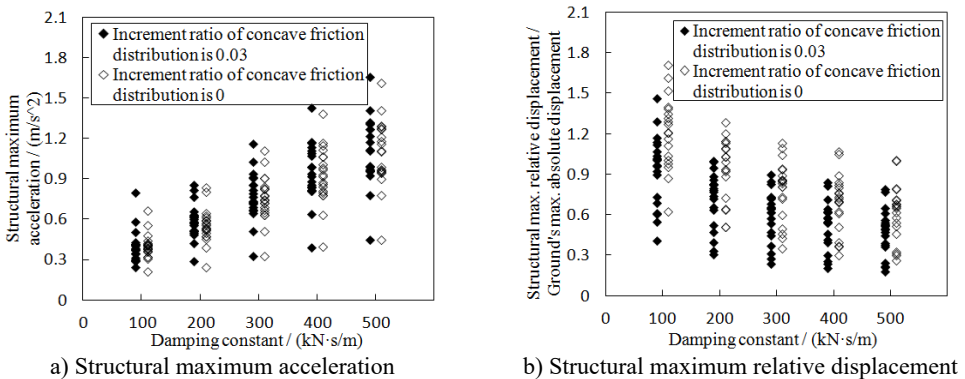 2.1
1.8
1.5
1.2
0.9
0.6
0.3
0
0 100 200 300 400 500
Structural maximum
acceleration / (m/s^2)
Damping constant / (kN·s/m)
◆ Increment ratio of concave friction
distribution is 0.03
◇ Increment ratio of concave friction
distribution is 0
a) Structural maximum acceleration
2.1
1.8
1.5
1.2
0.9
0.6
0.3
0
0 100 200 300 400 500
Structural max. relative displacement /
Ground's max. absolute displacement
Damping constant / (kN·s/m)
◆ Increment ratio of concave friction
distribution is 0.03
◇ Increment ratio of concave friction
distribution is 0
b) Structural maximum relative displacement